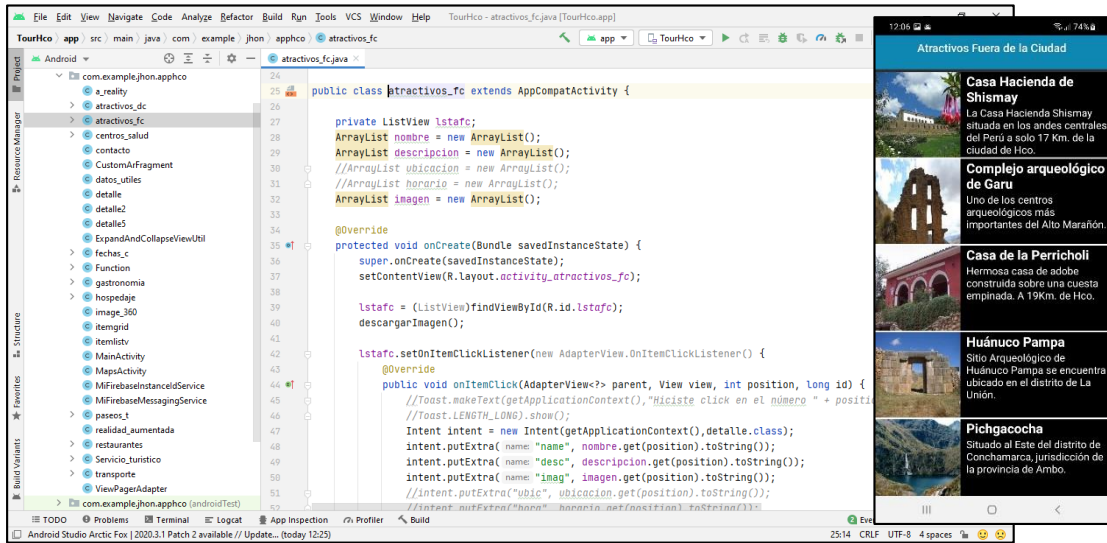 File Edit View Navigate Code Analyze Refactor Build Run Tools VCS Window Help TourHco - atractivos_fc.java [TourHco.app]
TourHco app src main java com example jhon apphco atractivos_fc app TourHco
Android atractivos_fc.java
Project
Resource Manager
Structure
Favorites
Build Variants
com.example.jhon.apphco
a_reality
atractivos_dc
atractivos_fc
centros_salud
contacto
CustomArFragment
datos_utiles
detalle
detalle2
detalle5
ExpandAndCollapseViewUtil
fechas_c
Function
gastronomia
hospedaje
image_360
itemgrid
itemlistv
MainActivity
MapsActivity
MiFirebaseInstanceIdService
MiFirebaseMessagingService
paseos_t
realidad_aumentada
restaurantes
Servicio_turistico
transporte
ViewPagerAdapter
com.example.jhon.apphco (androidTest)
24
25 public class atractivos_fc extends AppCompatActivity {
26
27 private ListView lstafc;
28 ArrayList nombre = new ArrayList();
29 ArrayList descripcion = new ArrayList();
30 //ArrayList ubicacion = new ArrayList();
31 //ArrayList horario = new ArrayList();
32 ArrayList imagen = new ArrayList();
33
34 @Override
35 protected void onCreate(Bundle savedInstanceState) {
36 super.onCreate(savedInstanceState);
37 setContentView(R.layout.activity_atractivos_fc);
38
39 lstafc = (ListView)findViewById(R.id.lstafc);
40 descargarImagen();
41
42 lstafc.setOnItemClickListener(new AdapterView.OnItemClickListener() {
43 @Override
44 public void onItemClick(AdapterView<?> parent, View view, int position, long id) {
45 //Toast.makeText(getApplicationContext(),"Hiciste click en el número " + positio
46 //Toast.LENGTH_LONG).show();
47 Intent intent = new Intent(getApplicationContext(),detalle.class);
48 intent.putExtra( name: "name", nombre.get(position).toString());
49 intent.putExtra( name: "desc", descripcion.get(position).toString());
50 intent.putExtra( name: "imag", imagen.get(position).toString());
51 //intent.putExtra("ubic", ubicacion.get(position).toString());
52 //intent.putExtra("hora", horario.get(position).toString());
TODO Problems Terminal Logcat App Inspection Profiler Build 2 Eve
Android Studio Arctic Fox | 2020.3.1 Patch 2 available // Update... (today 12:25) 25:14 CRLF UTF-8 4 spaces
12:06 74%
Atractivos Fuera de la Ciudad
Casa Hacienda de
Shismay
La Casa Hacienda Shismay
situada en los andes centrales
del Perú a solo 17 Km. de la
ciudad de Hco.
Complejo arqueológico
de Garu
Uno de los centros
arqueológicos más
importantes del Alto Marañón.
Casa de la Perricholi
Hermosa casa de adobe
construida sobre una cuesta
empinada. A 19Km. de Hco.
Huánuco Pampa
Sitio Arqueológico de
Huánuco Pampa se encuentra
ubicado en el distrito de La
Unión.
Pichgacocha
Situado al Este del distrito de
Conchamarca, jurisdicción de
la provincia de Ambo.